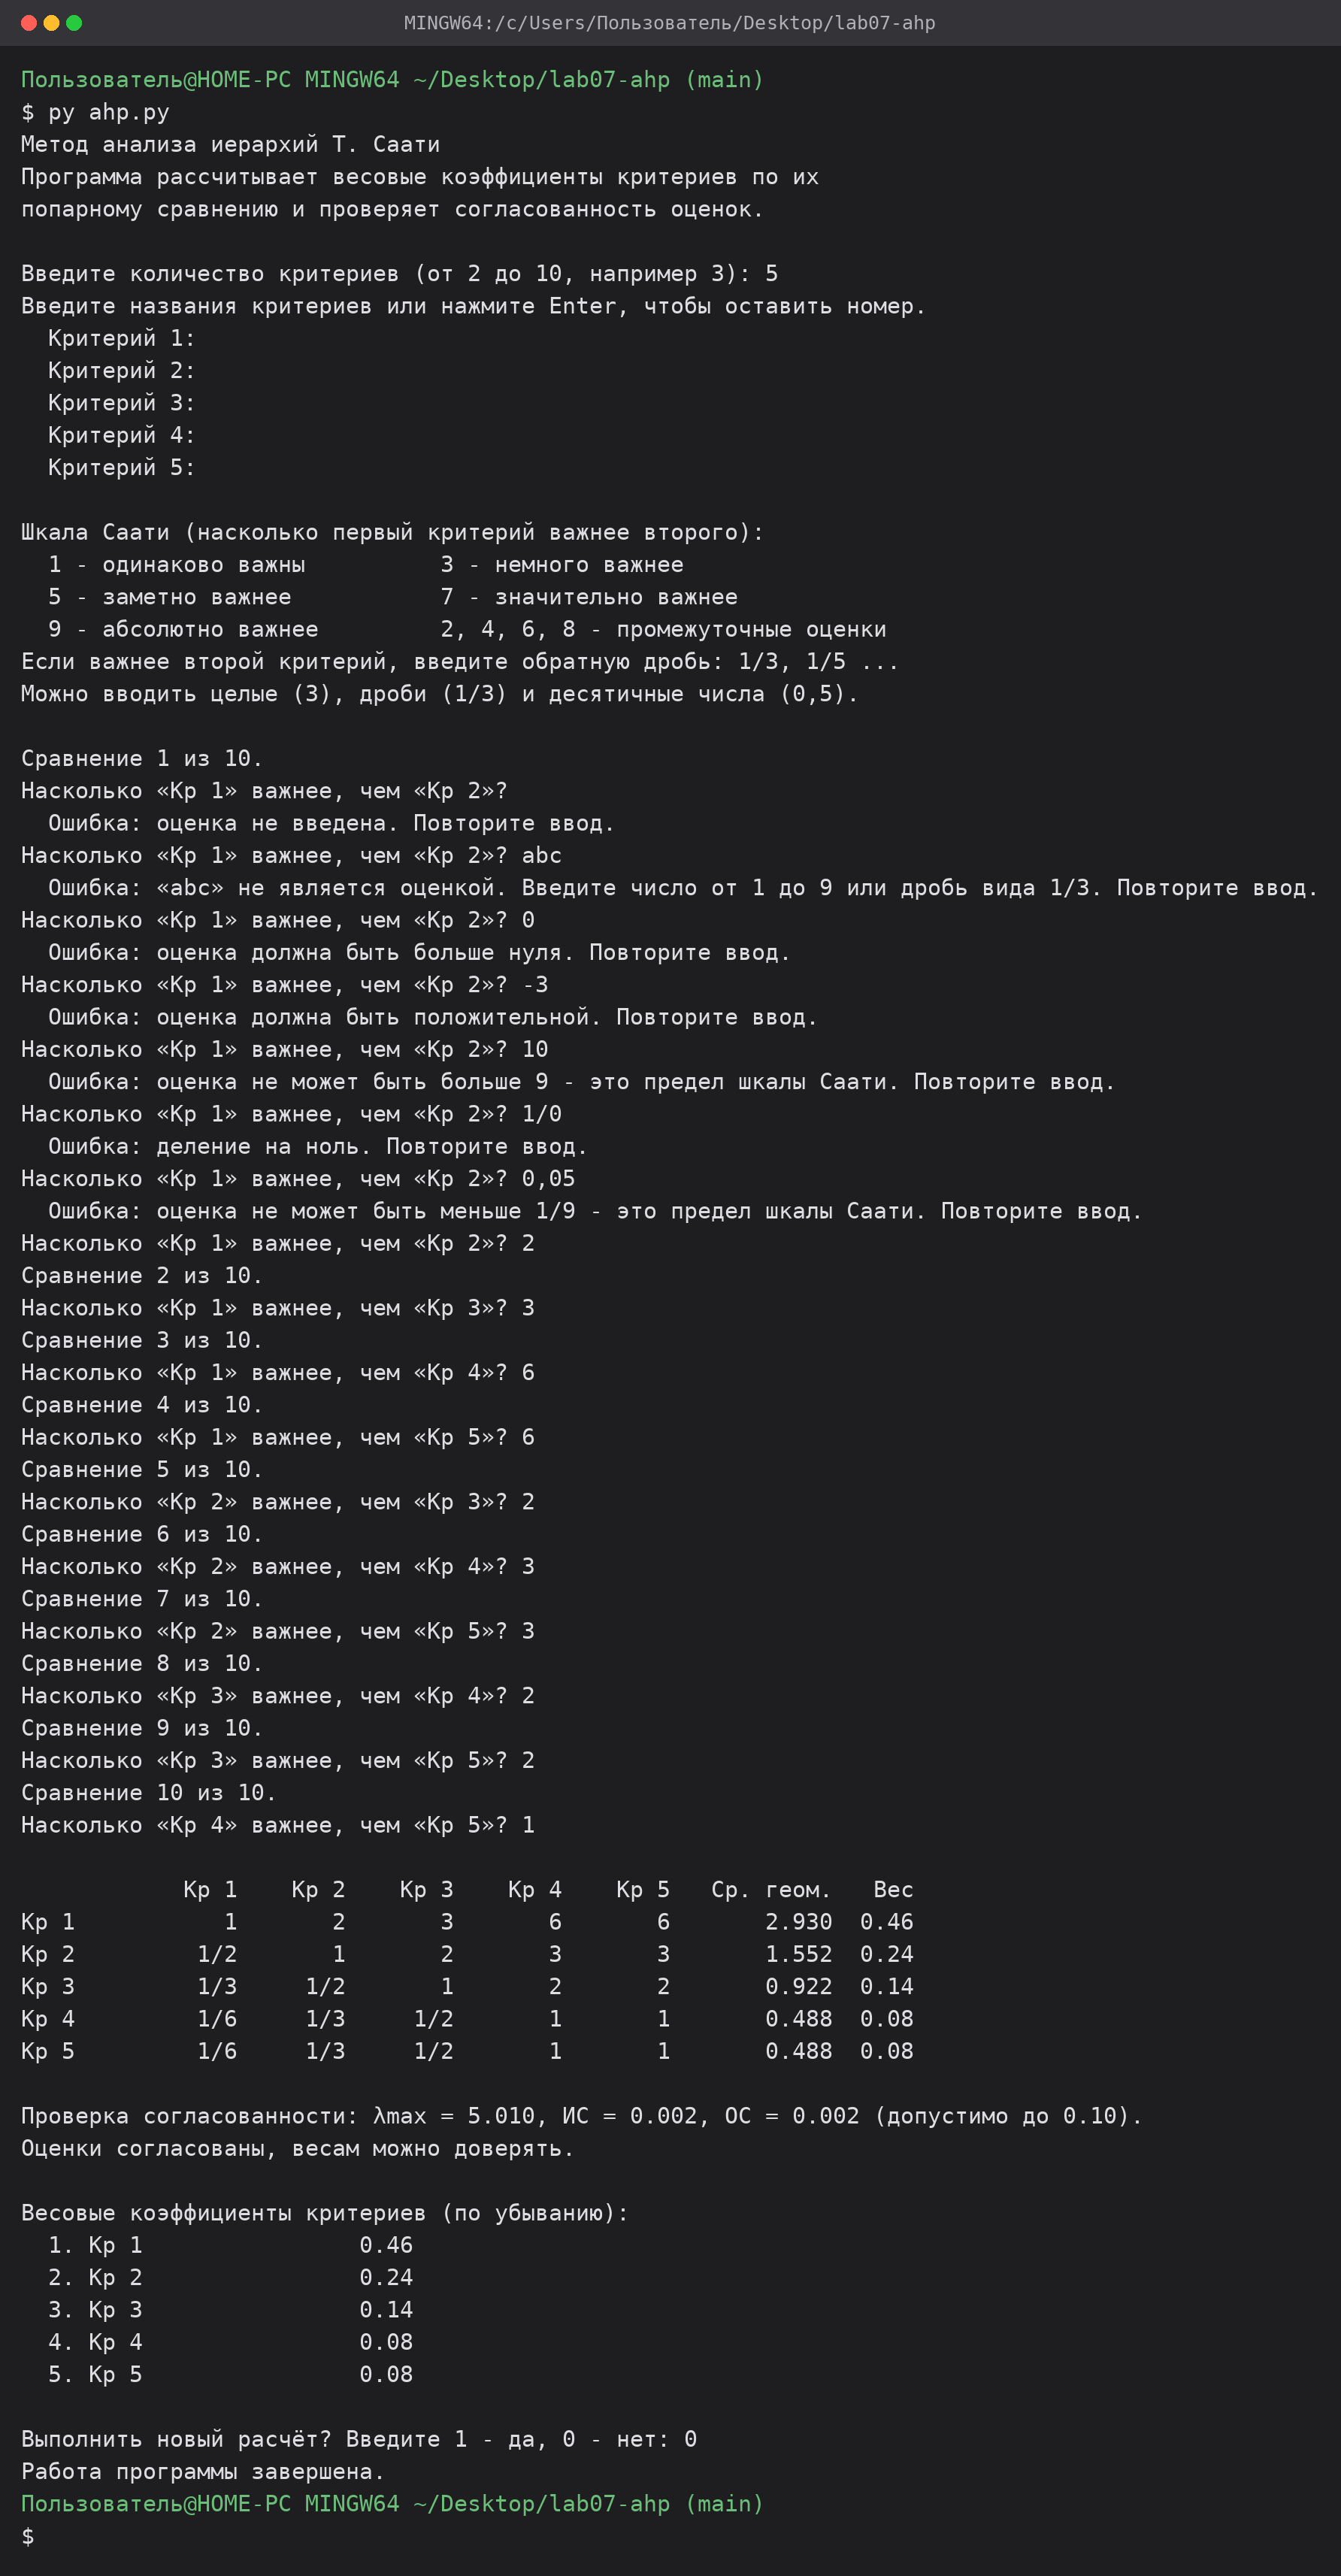 MINGW64:/c/Users/Пользователь/Desktop/lab07-ahp
Пользователь@HOME-PC MINGW64 ~/Desktop/lab07-ahp (main)
$ py ahp.py
Метод анализа иерархий Т. Саати
Программа рассчитывает весовые коэффициенты критериев по их
попарному сравнению и проверяет согласованность оценок.
Введите количество критериев (от 2 до 10, например 3): 5
Введите названия критериев или нажмите Enter, чтобы оставить номер.
  Критерий 1:
  Критерий 2:
  Критерий 3:
  Критерий 4:
  Критерий 5:
Шкала Саати (насколько первый критерий важнее второго):
  1 - одинаково важны          3 - немного важнее
  5 - заметно важнее           7 - значительно важнее
  9 - абсолютно важнее         2, 4, 6, 8 - промежуточные оценки
Если важнее второй критерий, введите обратную дробь: 1/3, 1/5 ...
Можно вводить целые (3), дроби (1/3) и десятичные числа (0,5).
Сравнение 1 из 10.
Насколько «Кр 1» важнее, чем «Кр 2»?
  Ошибка: оценка не введена. Повторите ввод.
Насколько «Кр 1» важнее, чем «Кр 2»? abc
  Ошибка: «abc» не является оценкой. Введите число от 1 до 9 или дробь вида 1/3. Повторите ввод.
Насколько «Кр 1» важнее, чем «Кр 2»? 0
  Ошибка: оценка должна быть больше нуля. Повторите ввод.
Насколько «Кр 1» важнее, чем «Кр 2»? -3
  Ошибка: оценка должна быть положительной. Повторите ввод.
Насколько «Кр 1» важнее, чем «Кр 2»? 10
  Ошибка: оценка не может быть больше 9 - это предел шкалы Саати. Повторите ввод.
Насколько «Кр 1» важнее, чем «Кр 2»? 1/0
  Ошибка: деление на ноль. Повторите ввод.
Насколько «Кр 1» важнее, чем «Кр 2»? 0,05
  Ошибка: оценка не может быть меньше 1/9 - это предел шкалы Саати. Повторите ввод.
Насколько «Кр 1» важнее, чем «Кр 2»? 2
Сравнение 2 из 10.
Насколько «Кр 1» важнее, чем «Кр 3»? 3
Сравнение 3 из 10.
Насколько «Кр 1» важнее, чем «Кр 4»? 6
Сравнение 4 из 10.
Насколько «Кр 1» важнее, чем «Кр 5»? 6
Сравнение 5 из 10.
Насколько «Кр 2» важнее, чем «Кр 3»? 2
Сравнение 6 из 10.
Насколько «Кр 2» важнее, чем «Кр 4»? 3
Сравнение 7 из 10.
Насколько «Кр 2» важнее, чем «Кр 5»? 3
Сравнение 8 из 10.
Насколько «Кр 3» важнее, чем «Кр 4»? 2
Сравнение 9 из 10.
Насколько «Кр 3» важнее, чем «Кр 5»? 2
Сравнение 10 из 10.
Насколько «Кр 4» важнее, чем «Кр 5»? 1
            Кр 1    Кр 2    Кр 3    Кр 4    Кр 5   Ср. геом.   Вес
Кр 1           1       2       3       6       6       2.930  0.46
Кр 2         1/2       1       2       3       3       1.552  0.24
Кр 3         1/3     1/2       1       2       2       0.922  0.14
Кр 4         1/6     1/3     1/2       1       1       0.488  0.08
Кр 5         1/6     1/3     1/2       1       1       0.488  0.08
Проверка согласованности: λmax = 5.010, ИС = 0.002, ОС = 0.002 (допустимо до 0.10).
Оценки согласованы, весам можно доверять.
Весовые коэффициенты критериев (по убыванию):
  1. Кр 1                0.46
  2. Кр 2                0.24
  3. Кр 3                0.14
  4. Кр 4                0.08
  5. Кр 5                0.08
Выполнить новый расчёт? Введите 1 - да, 0 - нет: 0
Работа программы завершена.
Пользователь@HOME-PC MINGW64 ~/Desktop/lab07-ahp (main)
$